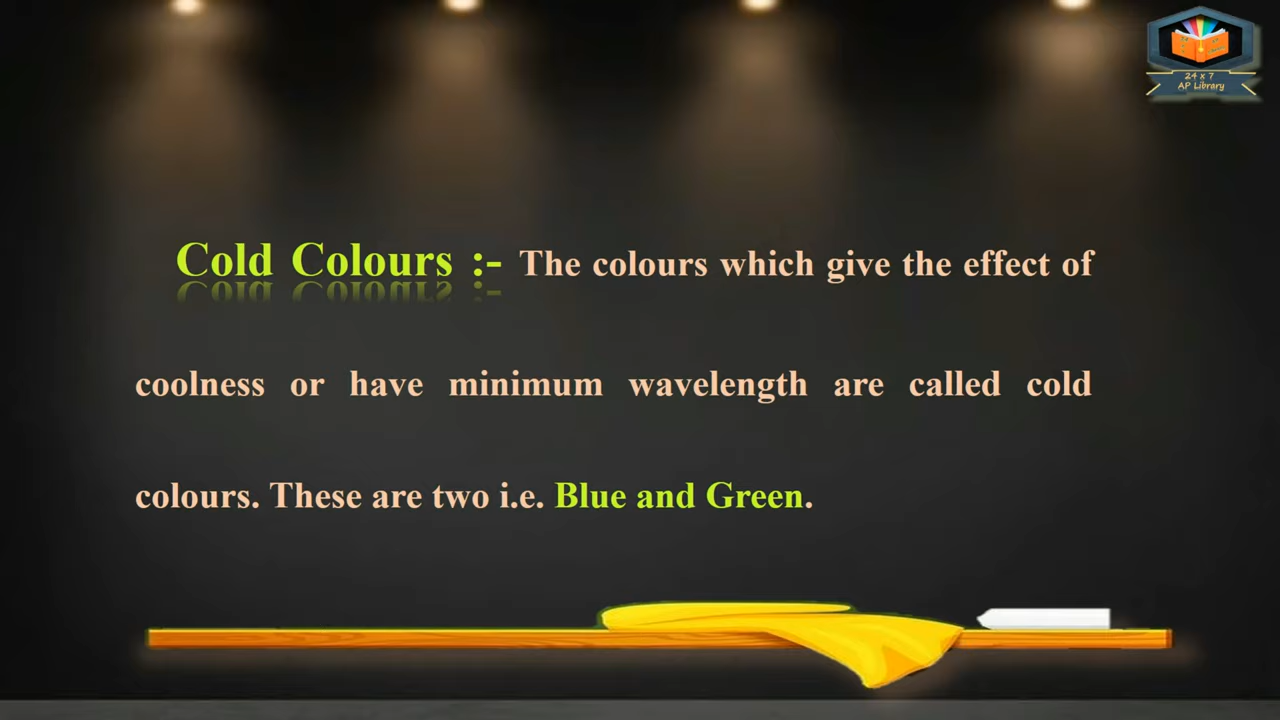 24 x 7
AP Library
Cold Colours :- The colours which give the effect of
coolness or have minimum wavelength are called cold
colours. These are two i.e. Blue and Green.